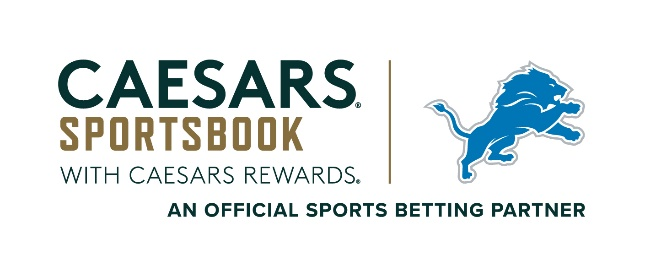 CAESARS®
SPORTSBOOK
WITH CAESARS REWARDS®
AN OFFICIAL SPORTS BETTING PARTNER